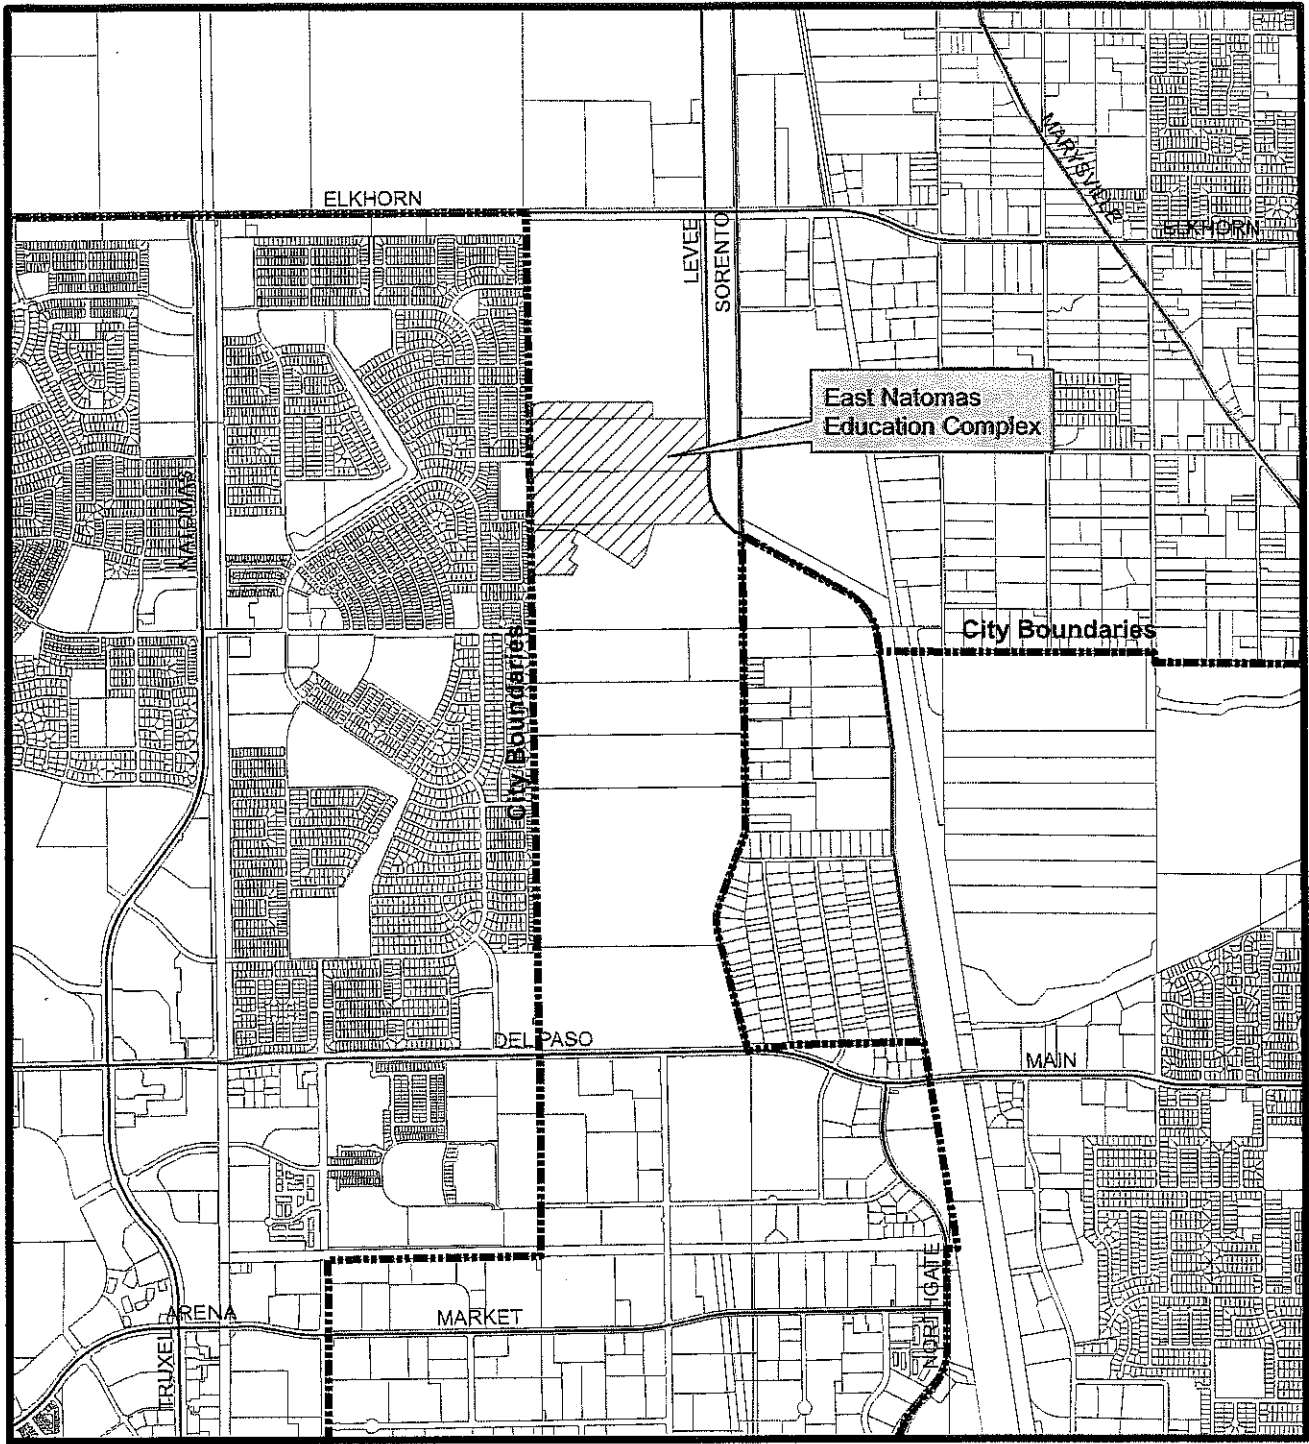 MARYSVILLE
ELKHORN
ELKHORN
LEVEE
SORENTO
East Natomas
Education Complex
NATOMAS
City Boundaries
City Boundaries
DEL PASO
MAIN
NORTHGATE
ARENA
MARKET
TRUXEL